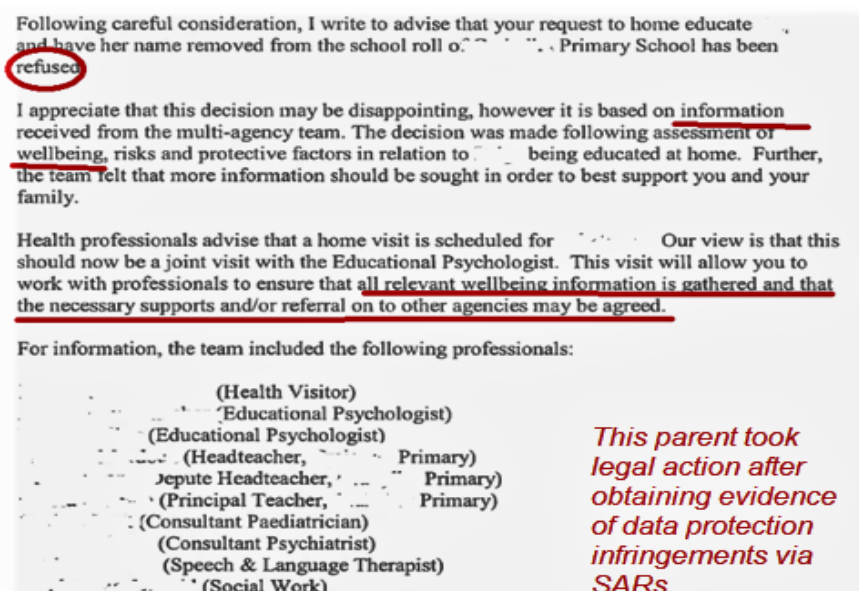 Following careful consideration, I write to advise that your request to home educate
and have her name removed from the school roll of Primary School has been
refused
I appreciate that this decision may be disappointing, however it is based on information
received from the multi-agency team. The decision was made following assessment of
wellbeing, risks and protective factors in relation to being educated at home. Further,
the team felt that more information should be sought in order to best support you and your
family.
Health professionals advise that a home visit is scheduled for Our view is that this
should now be a joint visit with the Educational Psychologist. This visit will allow you to
work with professionals to ensure that all relevant wellbeing information is gathered and that
the necessary supports and/or referral on to other agencies may be agreed.
For information, the team included the following professionals:
(Health Visitor)
(Educational Psychologist)
(Educational Psychologist)
(Headteacher, Primary)
Depute Headteacher, Primary)
(Principal Teacher, Primary)
(Consultant Paediatrician)
(Consultant Psychiatrist)
(Speech & Language Therapist)
(Social Work)
This parent took
legal action after
obtaining evidence
of data protection
infringements via
SARs